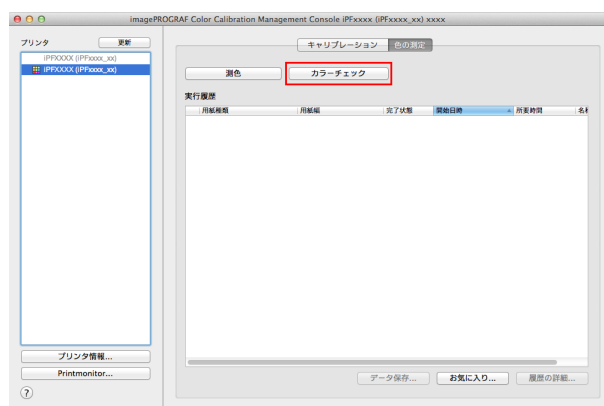 imagePROGRAF Color Calibration Management Console iPFxxxx (iPFxxxx_xx) xxxx
プリンタ 更新
iPFXXXX (iPFxxxx_xx)
iPFXXXX (iPFxxxx_xx)
キャリブレーション 色の測定
測色 カラーチェック
実行履歴
用紙種類 用紙幅 完了状態 開始日時 所要時間 名称
プリンタ情報...
Printmonitor...
データ保存... お気に入り... 履歴の詳細...
?